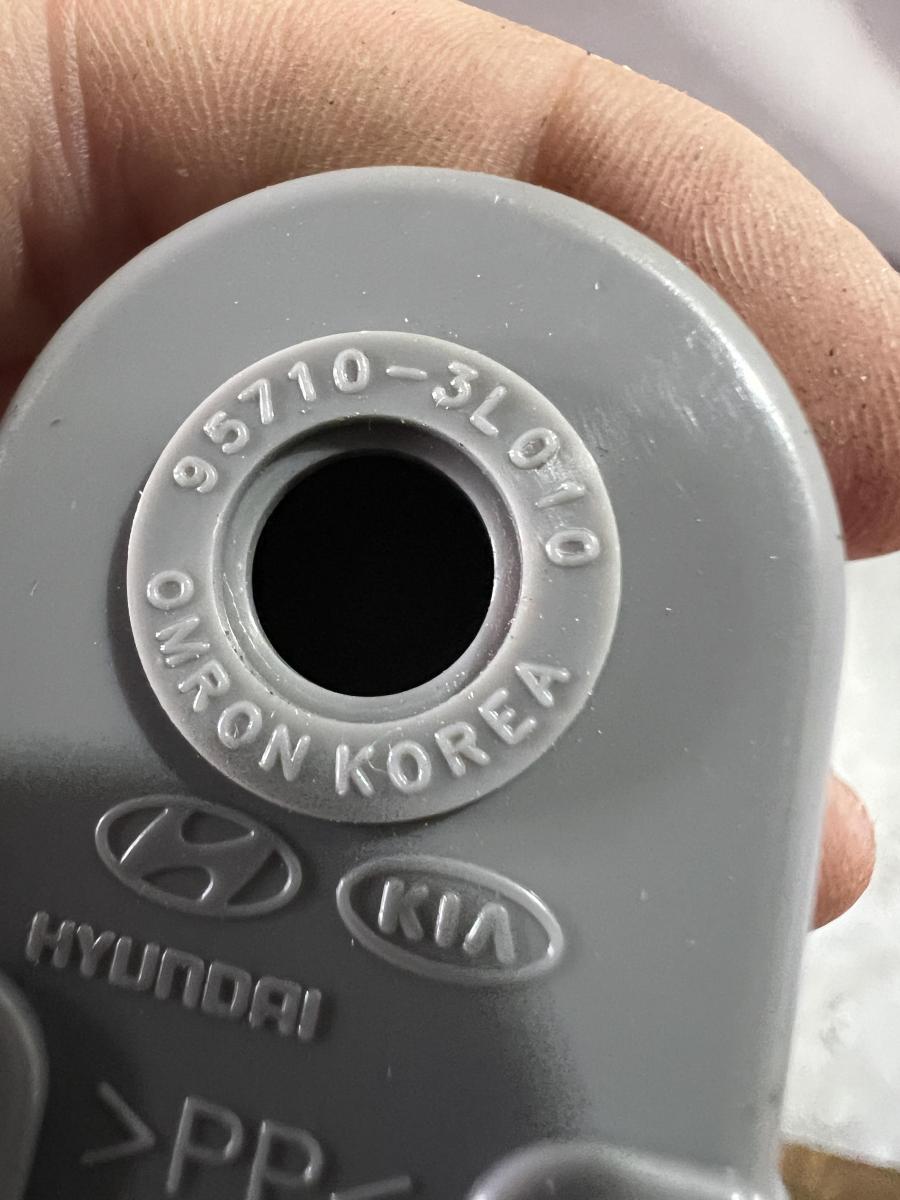 95710-3L010
OMRON KOREA
HYUNDAI
KIA
>PP<